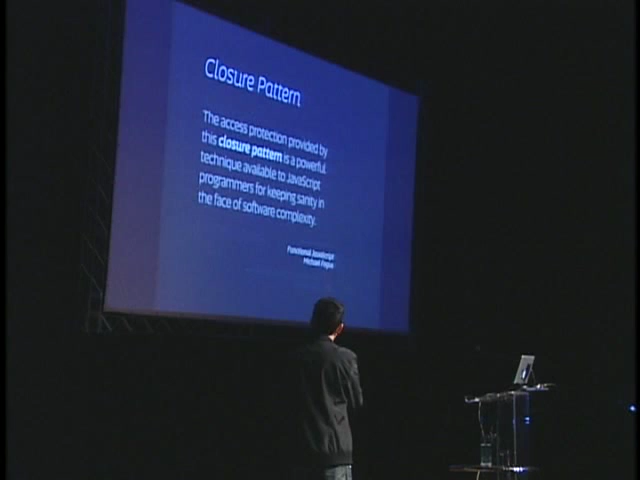 Closure Pattern
The access protection provided by
this closure pattern is a powerful
technique available to JavaScript
programmers for keeping sanity in
the face of software complexity.
Functional JavaScript
Michael Fogus